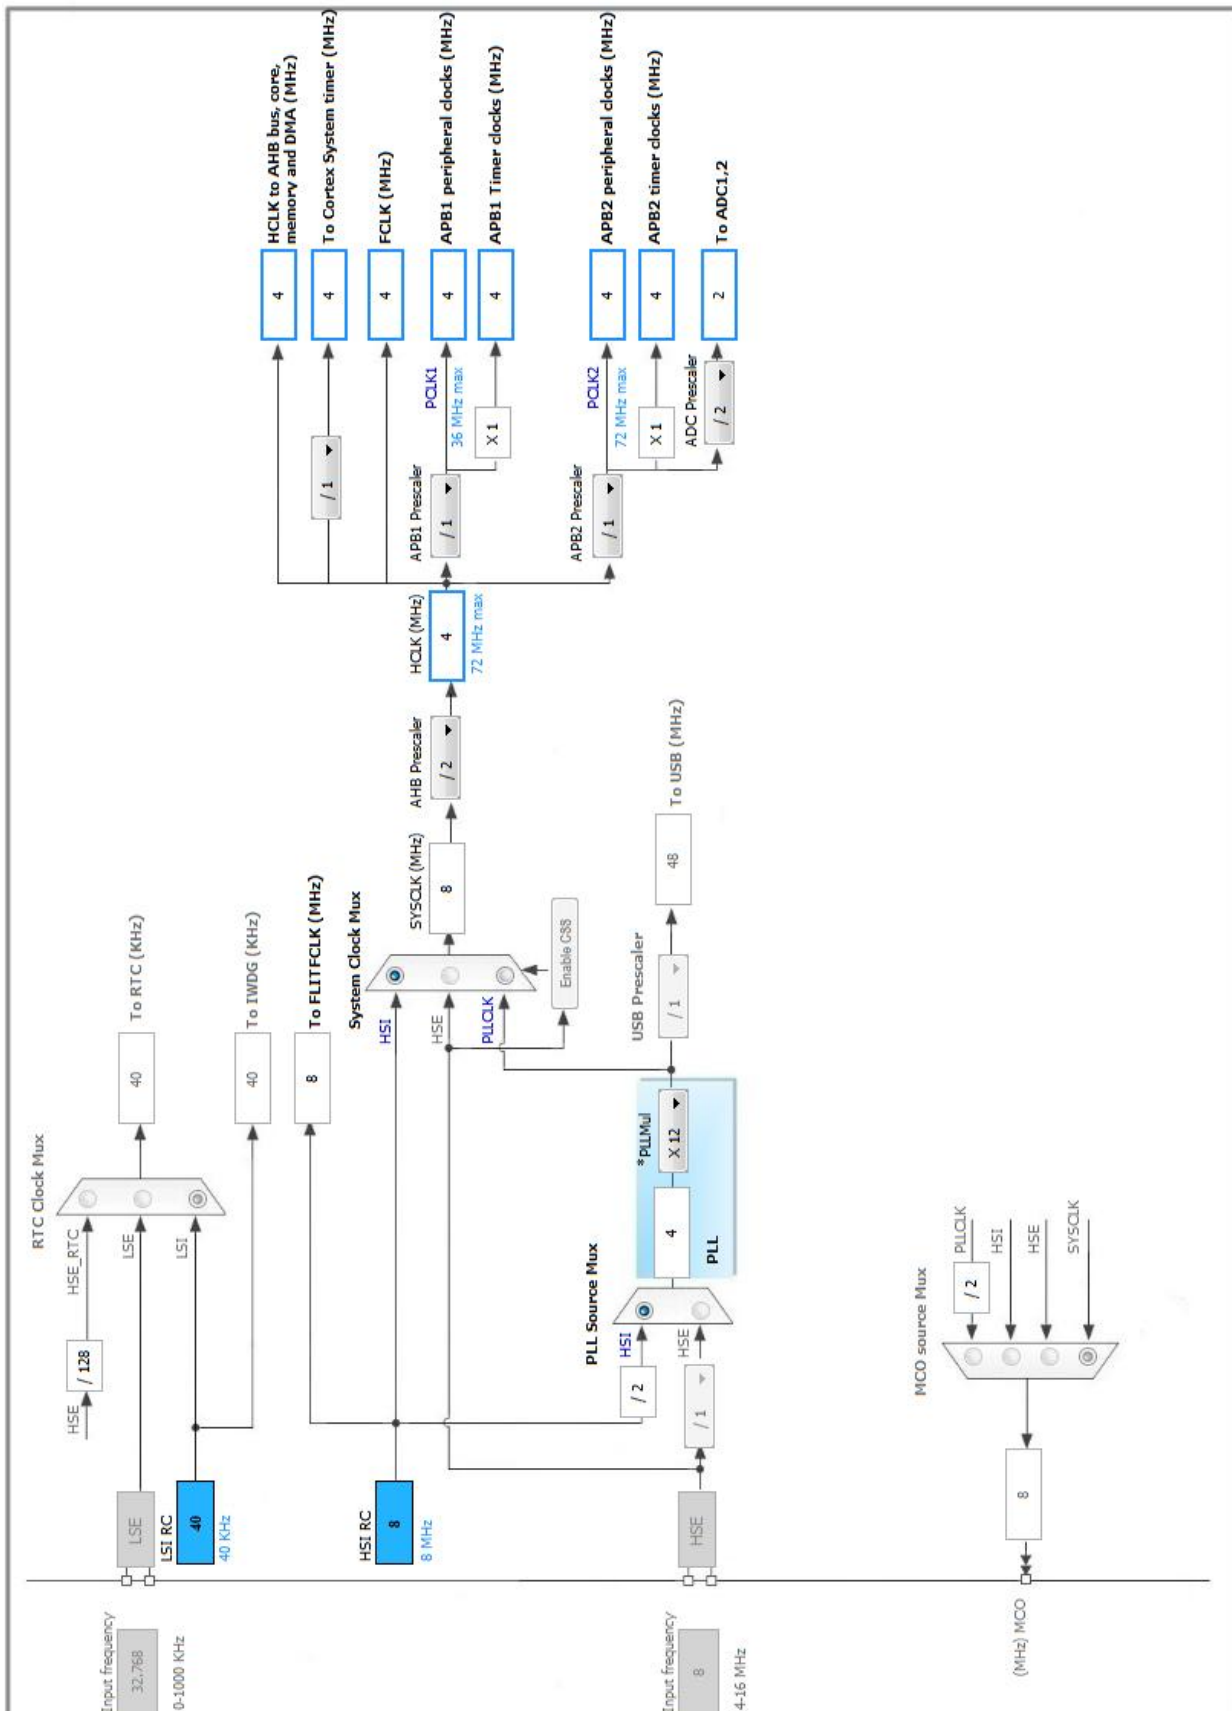 RTC Clock Mux
HSE
/ 128
HSE_RTC
Input frequency
32.768
0-1000 KHz
LSE
LSE
40
To RTC (KHz)
LSI RC
40
40 KHz
LSI
40
To IWDG (KHz)
8
To FLITFCLK (MHz)
HSI RC
8
8 MHz
System Clock Mux
HSI
HSE
PLLCLK
Enable CSS
SYSCLK (MHz)
8
AHB Prescaler
/ 2
HCLK (MHz)
4
72 MHz max
4
HCLK to AHB bus, core,
memory and DMA (MHz)
/ 1
4
To Cortex System timer (MHz)
4
FCLK (MHz)
APB1 Prescaler
/ 1
PCLK1
36 MHz max
4
APB1 peripheral clocks (MHz)
X 1
4
APB1 Timer clocks (MHz)
APB2 Prescaler
/ 1
PCLK2
72 MHz max
4
APB2 peripheral clocks (MHz)
X 1
4
APB2 timer clocks (MHz)
ADC Prescaler
/ 2
2
To ADC1,2
PLL Source Mux
/ 2
HSI
Input frequency
8
4-16 MHz
HSE
/ 1
HSE
4
*PLLMul
X 12
PLL
USB Prescaler
/ 1
48
To USB (MHz)
MCO source Mux
(MHz) MCO
8
/ 2
PLLCLK
HSI
HSE
SYSCLK